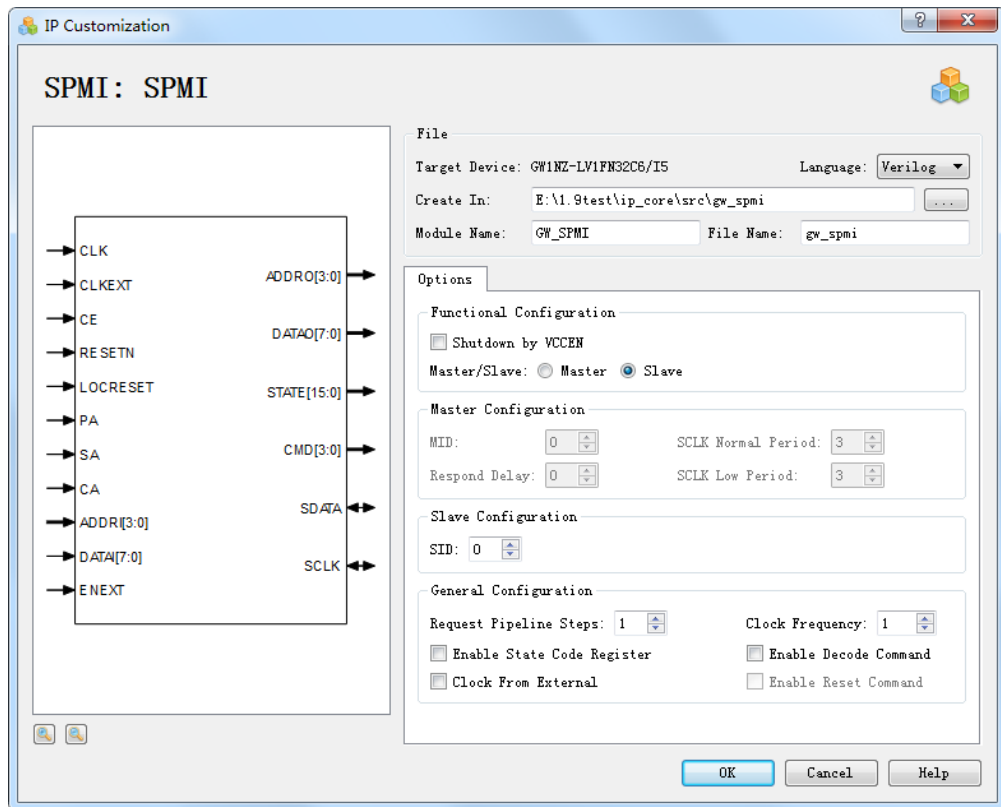 IP Customization
SPMI: SPMI
CLK
CLKEXT
CE
RESETN
LOCRESET
PA
SA
CA
ADDRI[3:0]
DATAI[7:0]
ENEXT
ADDRO[3:0]
DATAO[7:0]
STATE[15:0]
CMD[3:0]
SDATA
SCLK
File
Target Device: GW1NZ-LV1FN32C6/I5 Language: Verilog
Create In: E:\1.9test\ip_core\src\gw_spmi ...
Module Name: GW_SPMI File Name: gw_spmi
Options
Functional Configuration
Shutdown by VCCEN
Master/Slave: Master Slave
Master Configuration
MID: 0 SCLK Normal Period: 3
Respond Delay: 0 SCLK Low Period: 3
Slave Configuration
SID: 0
General Configuration
Request Pipeline Steps: 1 Clock Frequency: 1
Enable State Code Register Enable Decode Command
Clock From External Enable Reset Command
OK Cancel Help